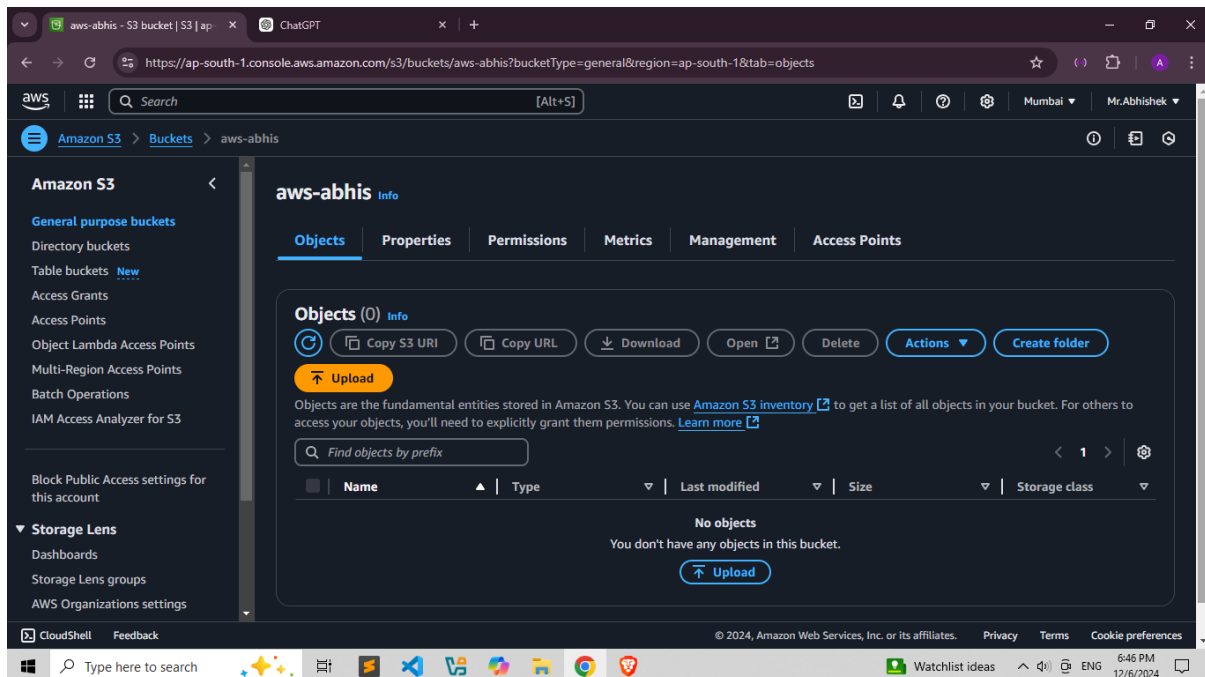 aws-abhis - S3 bucket | S3 | ap-
ChatGPT
https://ap-south-1.console.aws.amazon.com/s3/buckets/aws-abhis?bucketType=general&region=ap-south-1&tab=objects
A
aws
Search [Alt+S]
Mumbai ▼
Mr.Abhishek ▼
Amazon S3 > Buckets > aws-abhis
Amazon S3
General purpose buckets
Directory buckets
Table buckets New
Access Grants
Access Points
Object Lambda Access Points
Multi-Region Access Points
Batch Operations
IAM Access Analyzer for S3
Block Public Access settings for
this account
▼ Storage Lens
Dashboards
Storage Lens groups
AWS Organizations settings
aws-abhis Info
Objects Properties Permissions Metrics Management Access Points
Objects (0) Info
Copy S3 URI Copy URL Download Open Delete Actions ▼ Create folder
Upload
Objects are the fundamental entities stored in Amazon S3. You can use Amazon S3 inventory to get a list of all objects in your bucket. For others to
access your objects, you'll need to explicitly grant them permissions. Learn more
Find objects by prefix
< 1 >
Name Type Last modified Size Storage class
No objects
You don't have any objects in this bucket.
Upload
CloudShell Feedback © 2024, Amazon Web Services, Inc. or its affiliates. Privacy Terms Cookie preferences
Type here to search
Watchlist ideas
ENG
6:46 PM
12/6/2024